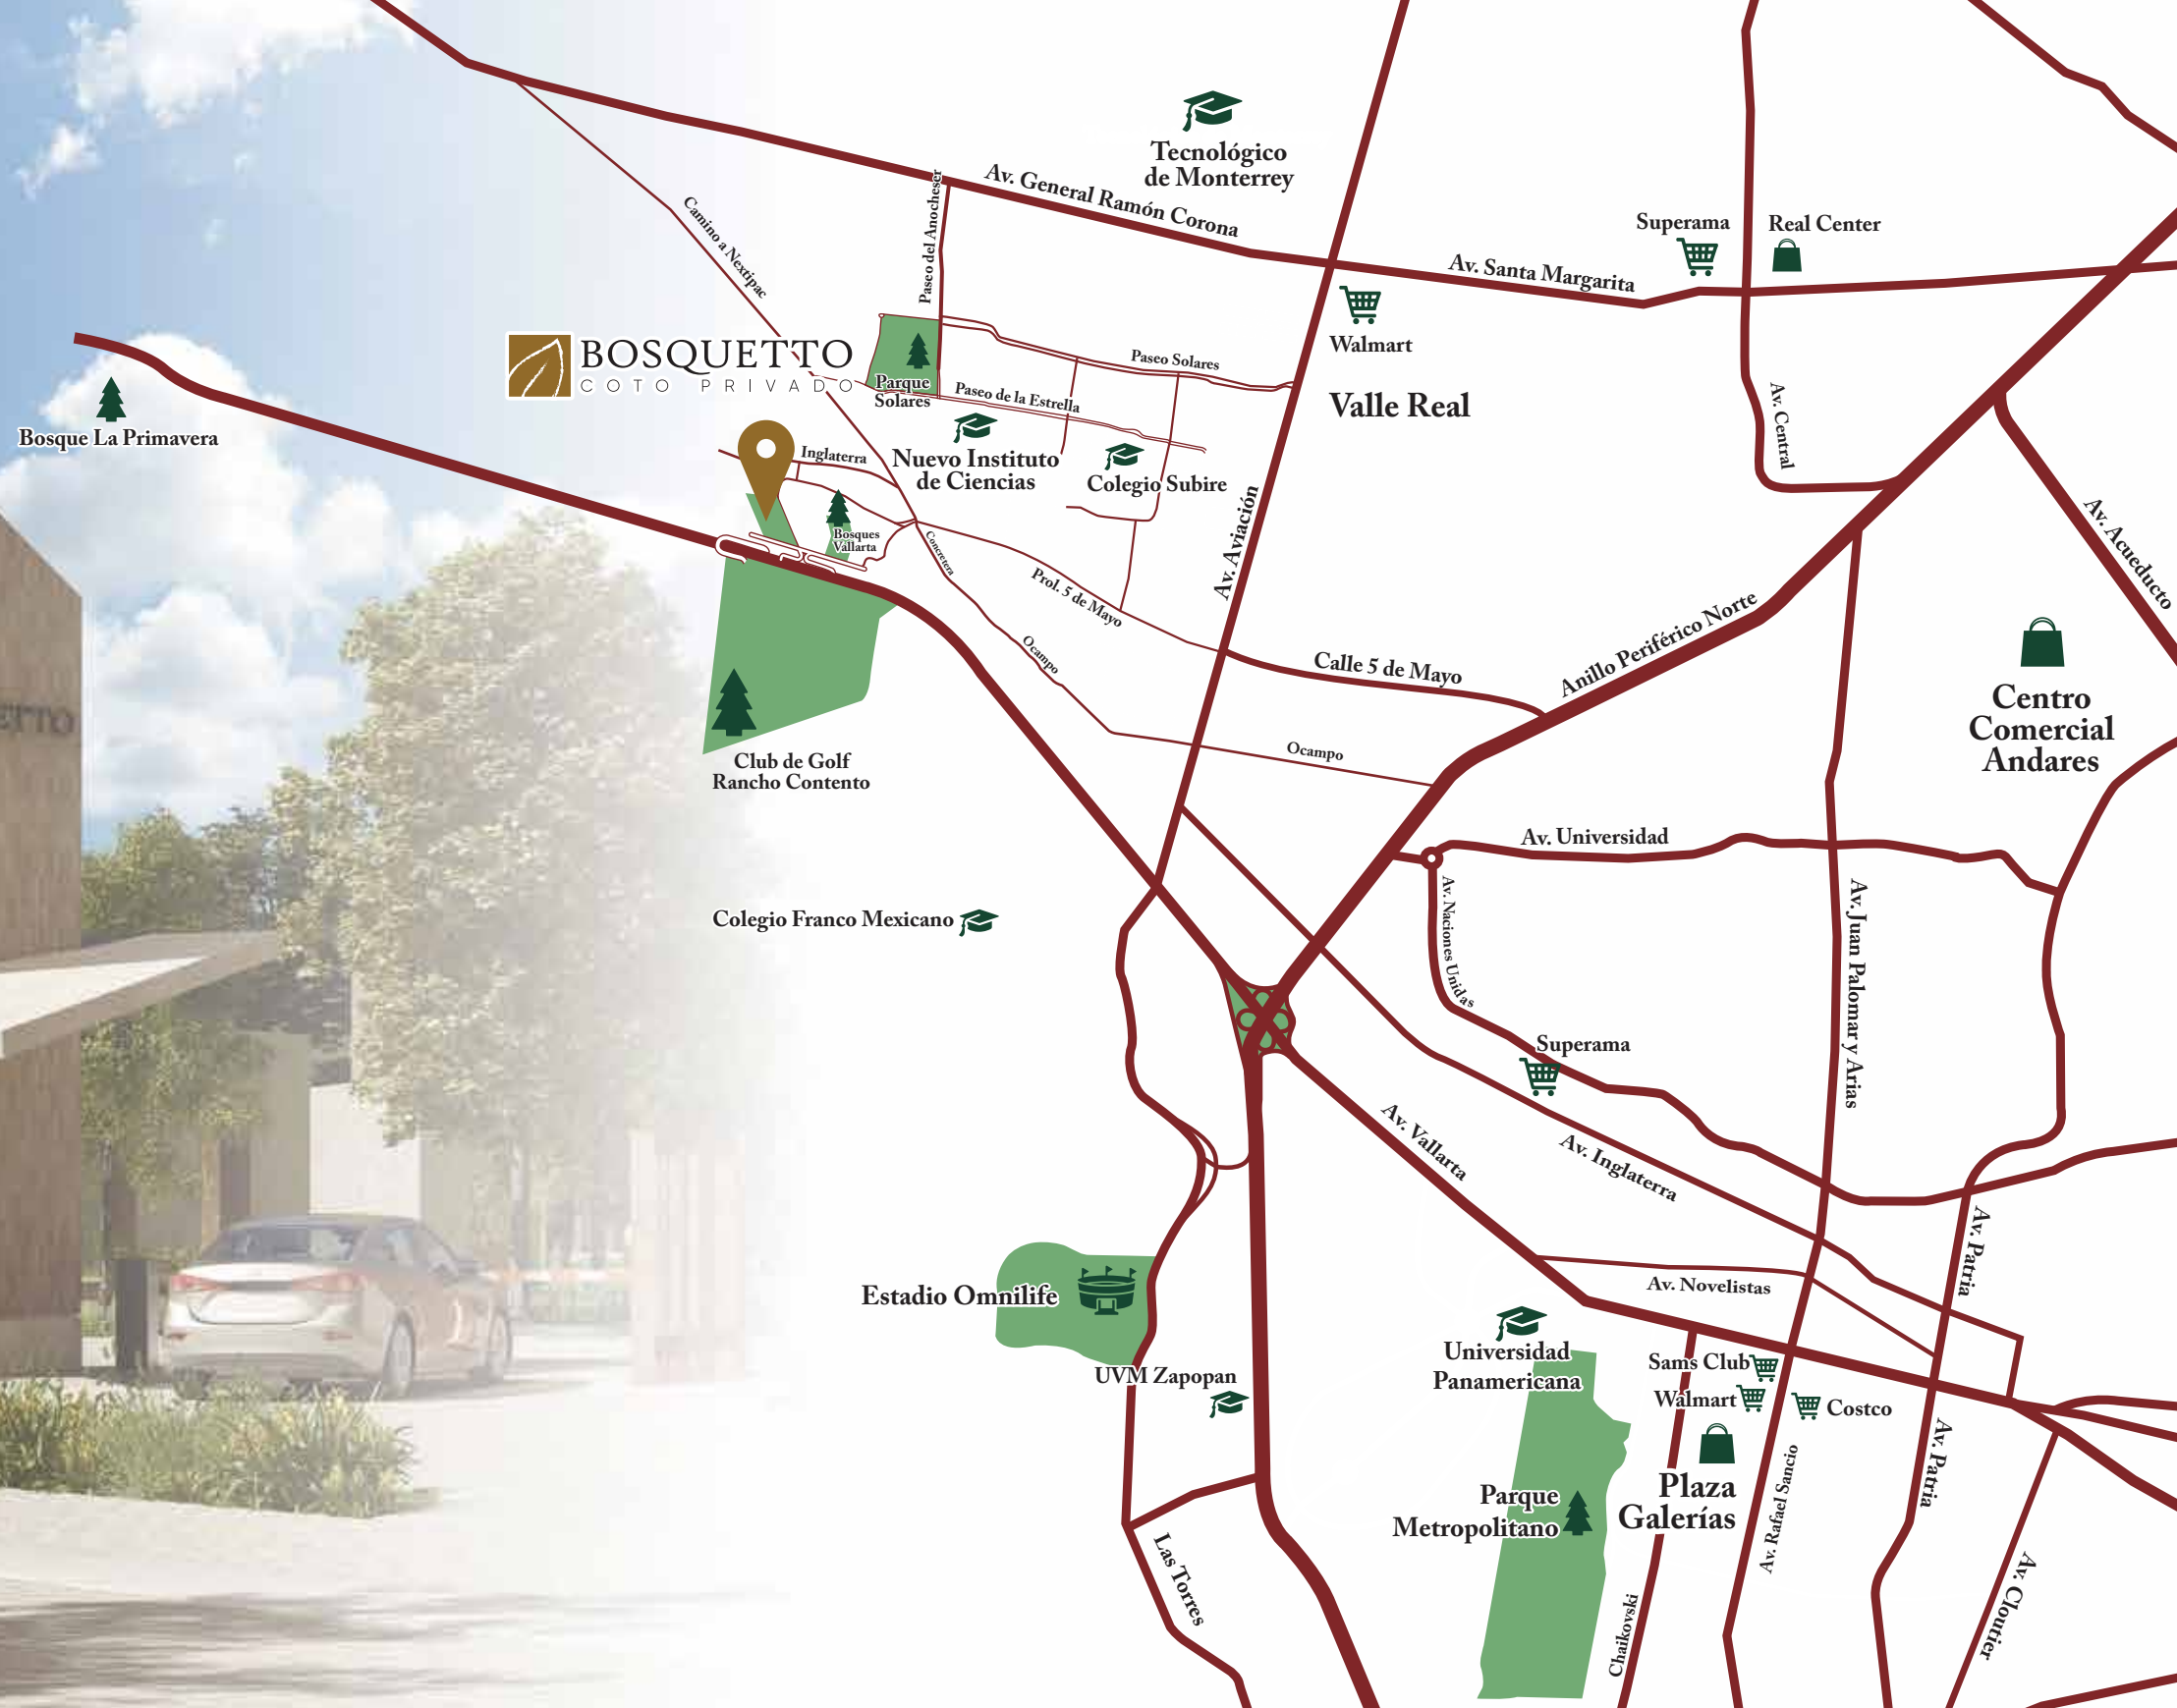 Tecnológico
de Monterrey
Av. General Ramón Corona
Camino a Nextipac
Paseo del Anocheser
Superama
Real Center
Av. Santa Margarita
Walmart
Valle Real
BOSQUETTO
COTO PRIVADO
Parque
Solares
Paseo Solares
Paseo de la Estrella
Av. Central
Bosque La Primavera
Inglaterra
Nuevo Instituto
de Ciencias
Colegio Subire
Av. Aviación
Bosques
Vallarta
Concretera
Prol. 5 de Mayo
Ocampo
Av. Acueducto
Anillo Periférico Norte
Calle 5 de Mayo
Centro
Comercial
Andares
Ocampo
Club de Golf
Rancho Contento
Av. Universidad
Av. Naciones Unidas
Av. Juan Palomar y Arias
Colegio Franco Mexicano
Superama
Av. Vallarta
Av. Inglaterra
Av. Patria
Av. Novelistas
Estadio Omnilife
Universidad
Panamericana
UVM Zapopan
Sams Club
Walmart
Costco
Plaza
Galerías
Parque
Metropolitano
Av. Rafael Sancio
Av. Patria
Las Torres
Chaikovski
Av. Cloutier